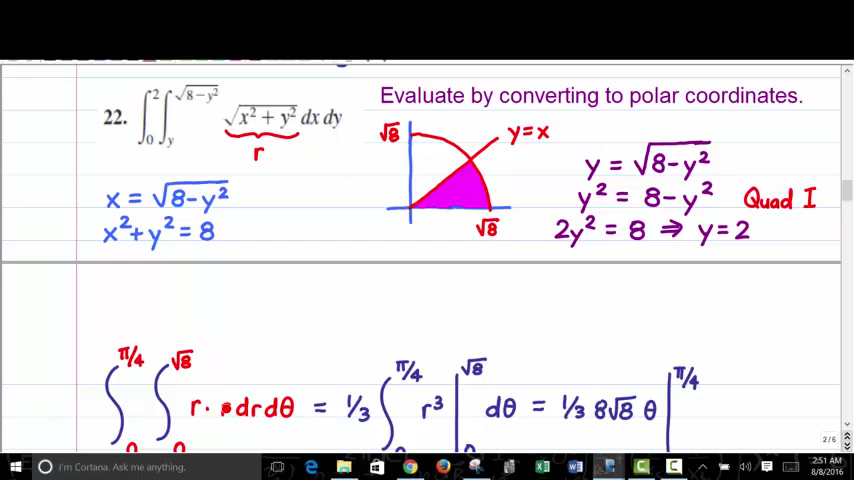 22. ∫₀² ∫_y^√(8−y²) √(x² + y²) dx dy
r
Evaluate by converting to polar coordinates.
x = √(8−y²)
x² + y² = 8
√8
y = x
√8
y = √(8−y²)
y² = 8 − y²
Quad I
2y² = 8 ⇒ y = 2
π/4 √8 π/4 √8 π/4
∫ ∫ r · drdθ = 1/3 ∫ r³ | dθ = 1/3 8√8 θ |
0 0 0 0
2/6
I'm Cortana. Ask me anything.
2:51 AM
8/8/2016